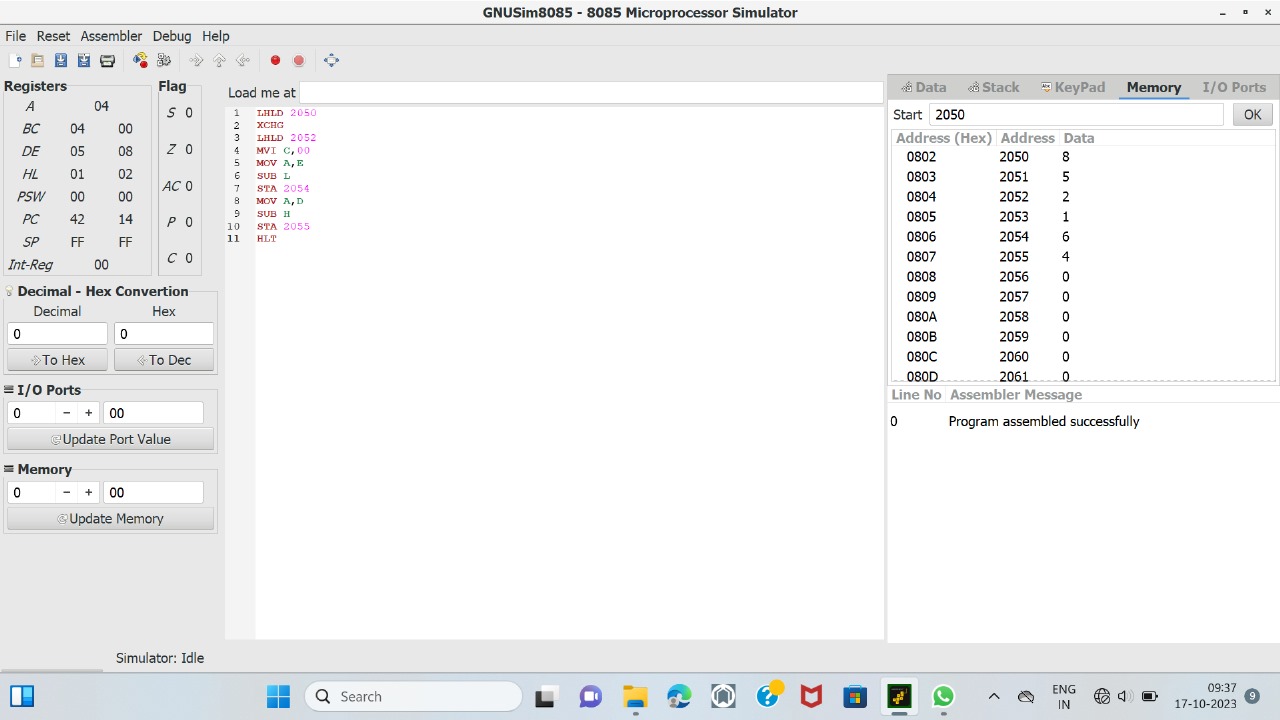 GNUSim8085 - 8085 Microprocessor Simulator
File Reset Assembler Debug Help
Registers
A 04
BC 04 00
DE 05 08
HL 01 02
PSW 00 00
PC 42 14
SP FF FF
Int-Reg 00
Flag
S 0
Z 0
AC 0
P 0
C 0
Decimal - Hex Convertion
Decimal Hex
0 0
To Hex To Dec
I/O Ports
0 − + 00
Update Port Value
Memory
0 − + 00
Update Memory
Load me at
1 LHLD 2050
2 XCHG
3 LHLD 2052
4 MVI C,00
5 MOV A,E
6 SUB L
7 STA 2054
8 MOV A,D
9 SUB H
10 STA 2055
11 HLT
Data Stack KeyPad Memory I/O Ports
Start 2050 OK
Address (Hex) Address Data
0802 2050 8
0803 2051 5
0804 2052 2
0805 2053 1
0806 2054 6
0807 2055 4
0808 2056 0
0809 2057 0
080A 2058 0
080B 2059 0
080C 2060 0
080D 2061 0
Line No Assembler Message
0 Program assembled successfully
Simulator: Idle
Search
ENG
IN
09:37
17-10-2023
9